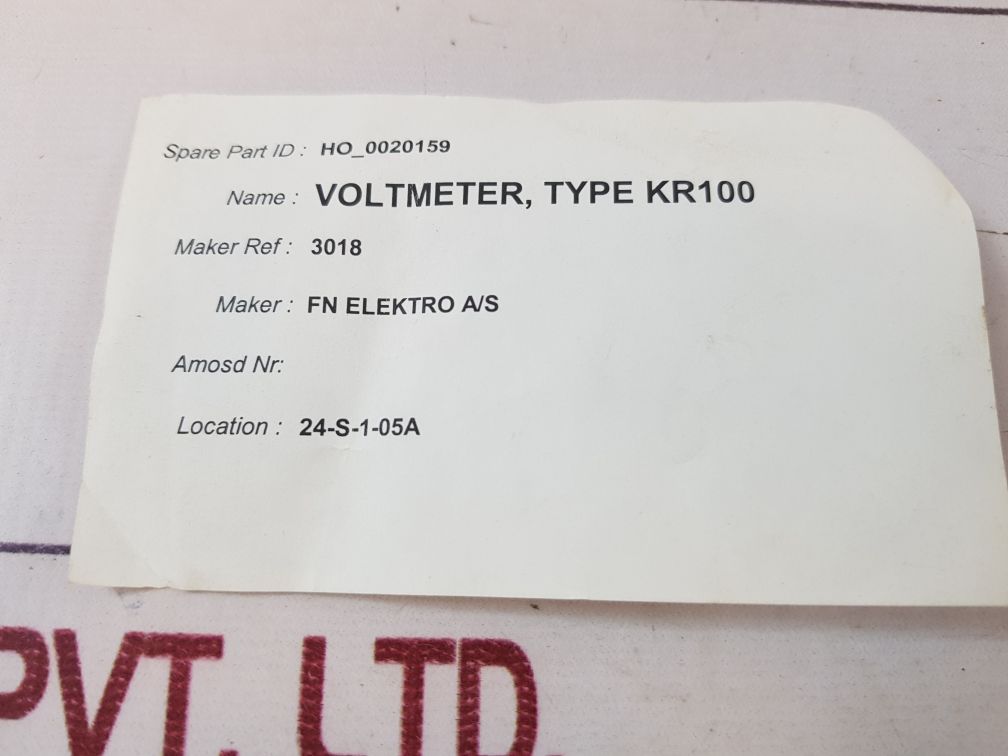 Spare Part ID : HO_0020159
Name : VOLTMETER, TYPE KR100
Maker Ref : 3018
Maker : FN ELEKTRO A/S
Amosd Nr:
Location : 24-S-1-05A
PVT. LTD.